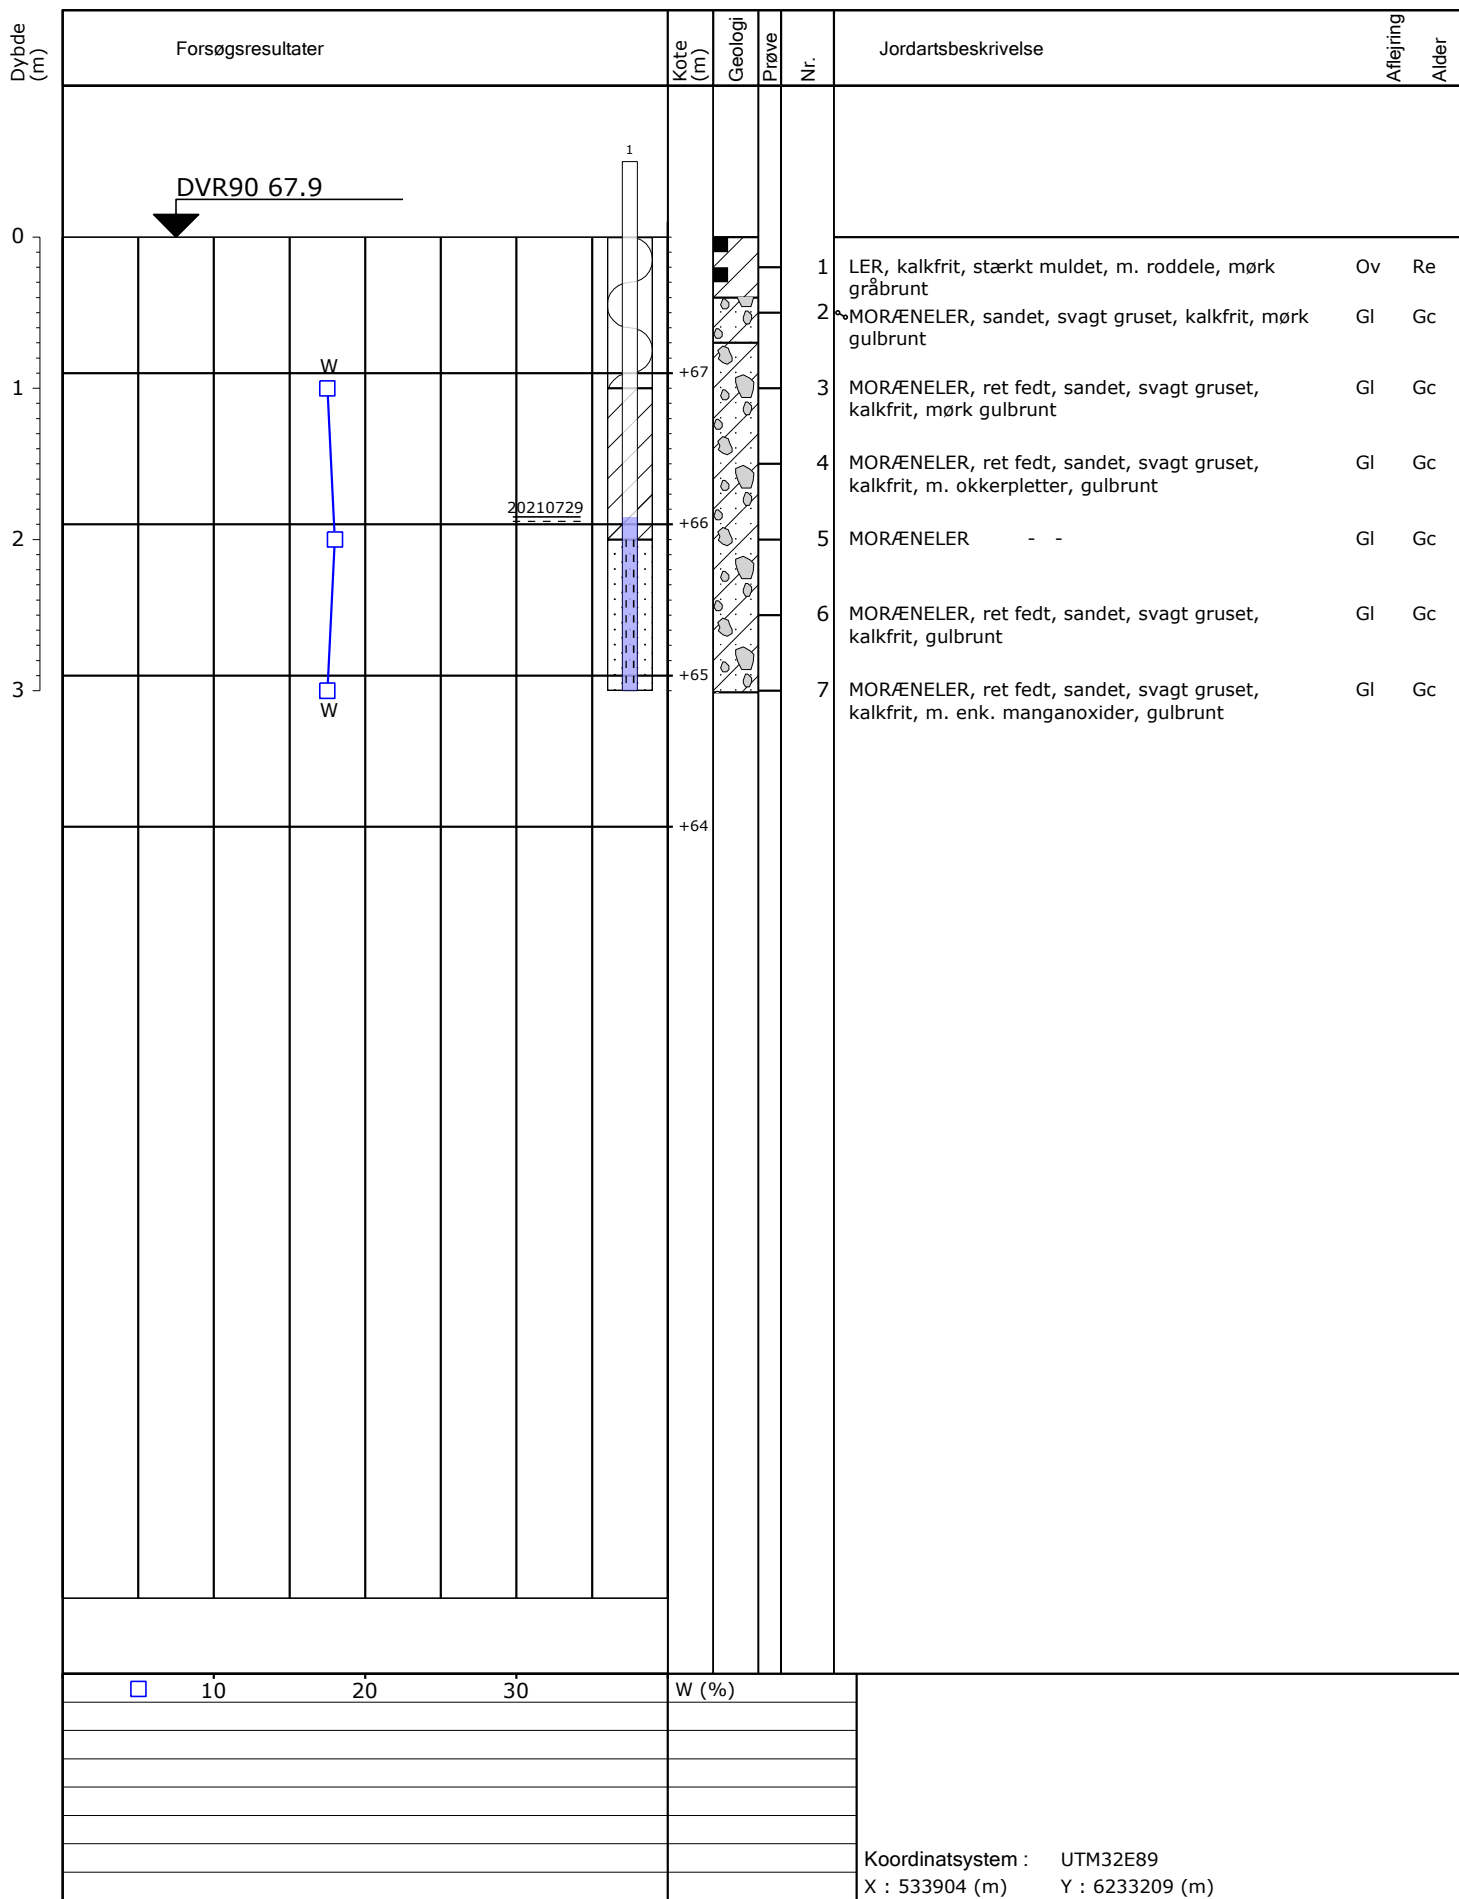 Dybde
(m)
Forsøgsresultater
Kote
(m)
Geologi
Prøve
Nr.
Jordartsbeskrivelse
Aflejring
Alder
1
DVR90 67.9
0
1 LER, kalkfrit, stærkt muldet, m. roddele, mørk Ov Re
gråbrunt
2 MORÆNELER, sandet, svagt gruset, kalkfrit, mørk Gl Gc
gulbrunt
W
+67
1
3 MORÆNELER, ret fedt, sandet, svagt gruset, Gl Gc
kalkfrit, mørk gulbrunt
4 MORÆNELER, ret fedt, sandet, svagt gruset, Gl Gc
kalkfrit, m. okkerpletter, gulbrunt
20210729
+66
2
5 MORÆNELER - - Gl Gc
6 MORÆNELER, ret fedt, sandet, svagt gruset, Gl Gc
kalkfrit, gulbrunt
+65
3
7 MORÆNELER, ret fedt, sandet, svagt gruset, Gl Gc
kalkfrit, m. enk. manganoxider, gulbrunt
W
+64
10 20 30 W (%)
Koordinatsystem : UTM32E89
X : 533904 (m) Y : 6233209 (m)